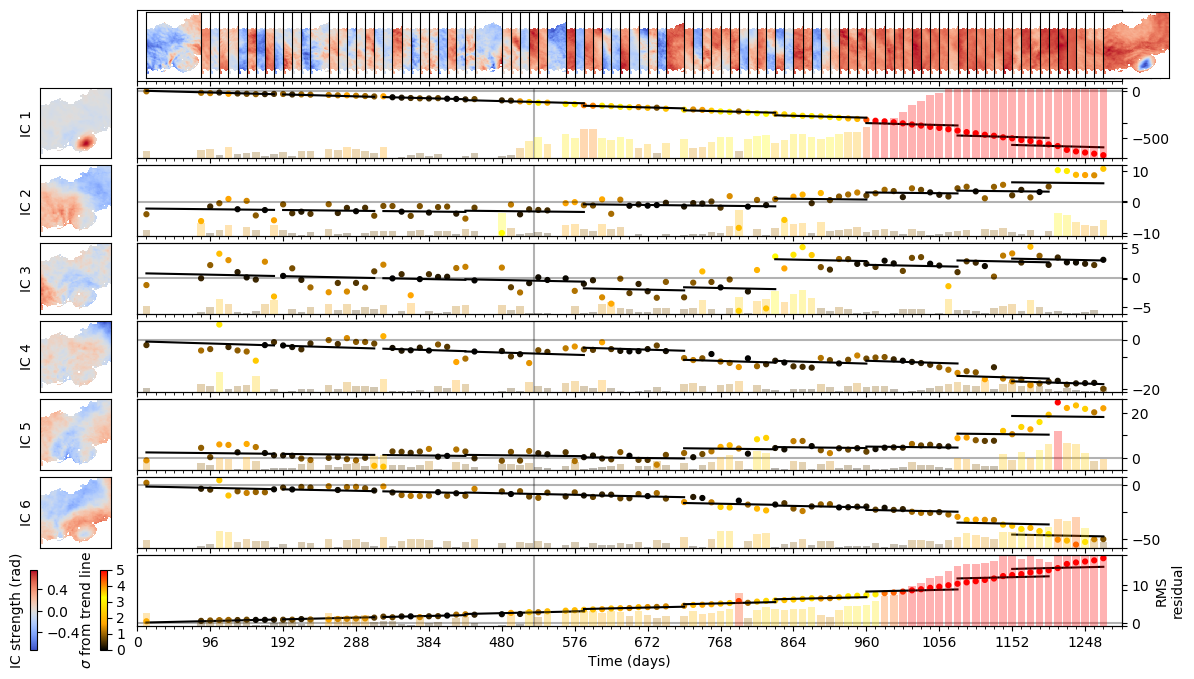 IC 1
0
−500
IC 2
10
0
−10
IC 3
5
0
−5
IC 4
0
−20
IC 5
20
0
IC 6
0
−50
IC strength (rad)
0.4
0.0
−0.4
σ from trend line
5
4
3
2
1
0
10
0
RMS
residual
0 96 192 288 384 480 576 672 768 864 960 1056 1152 1248
Time (days)